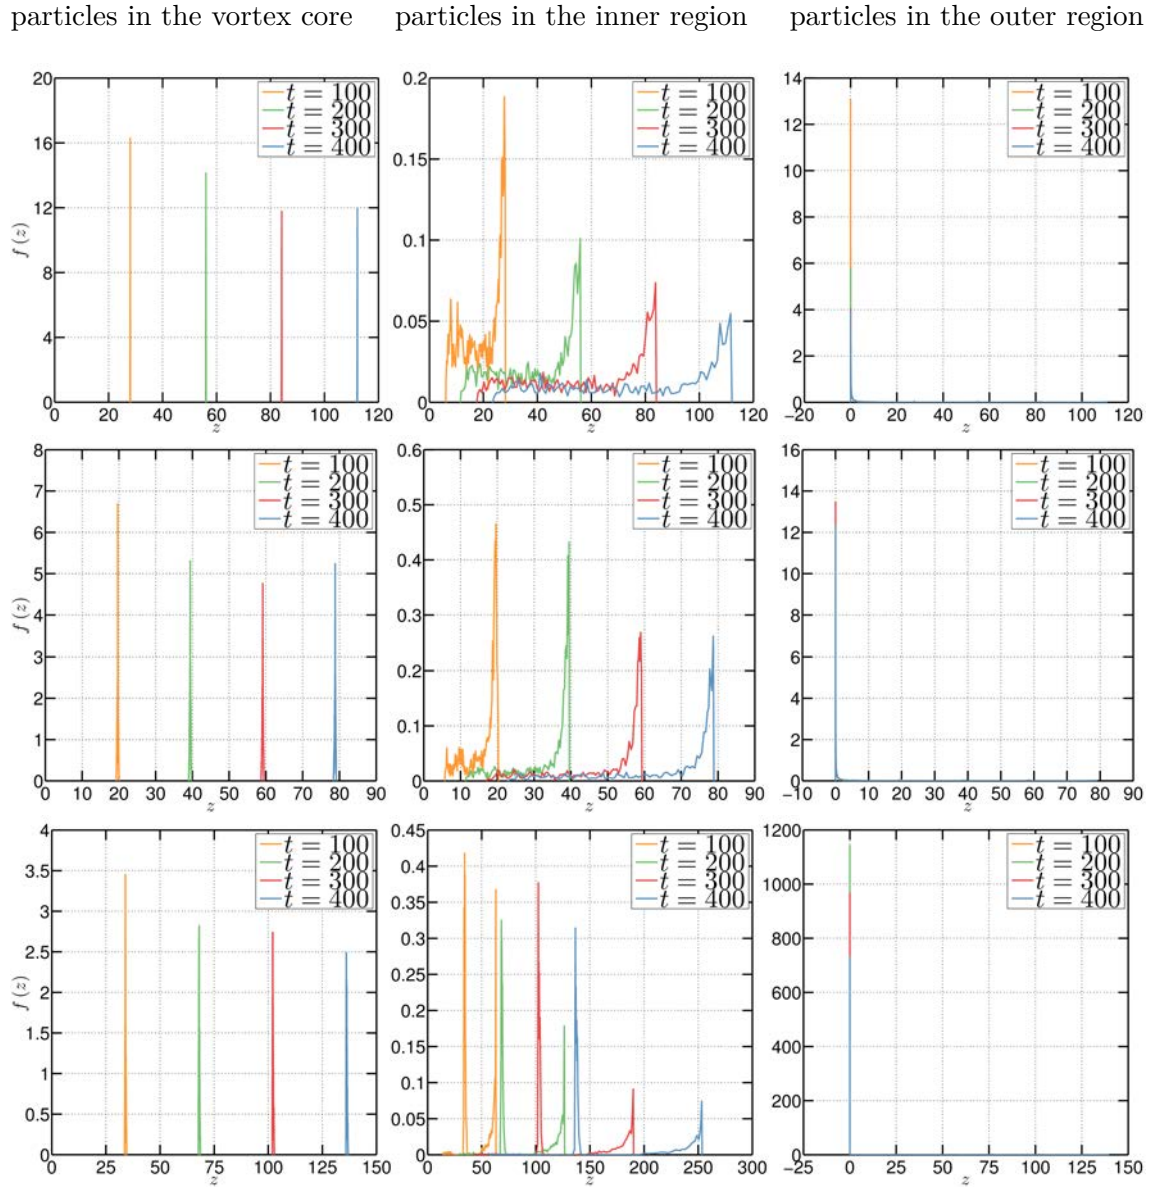 particles in the vortex core particles in the inner region particles in the outer region
20
16
12
8
4
0
f (z)
0 20 40 60 80 100 120
z
t = 100
t = 200
t = 300
t = 400
0.2
0.15
0.1
0.05
0
0 20 40 60 80 100 120
z
t = 100
t = 200
t = 300
t = 400
14
12
10
8
6
4
2
0
−20 0 20 40 60 80 100 120
z
t = 100
t = 200
t = 300
t = 400
8
7
6
5
4
3
2
1
0
f (z)
0 10 20 30 40 50 60 70 80 90
z
t = 100
t = 200
t = 300
t = 400
0.6
0.5
0.4
0.3
0.2
0.1
0
0 10 20 30 40 50 60 70 80 90
z
t = 100
t = 200
t = 300
t = 400
16
14
12
10
8
6
4
2
0
−10 0 10 20 30 40 50 60 70 80 90
z
t = 100
t = 200
t = 300
t = 400
4
3.5
3
2.5
2
1.5
1
0.5
0
f (z)
0 25 50 75 100 125 150
z
t = 100
t = 200
t = 300
t = 400
0.45
0.4
0.35
0.3
0.25
0.2
0.15
0.1
0.05
0
0 50 100 150 200 250 300
z
t = 100
t = 200
t = 300
t = 400
1200
1000
800
600
400
200
0
−25 0 25 50 75 100 125 150
z
t = 100
t = 200
t = 300
t = 400